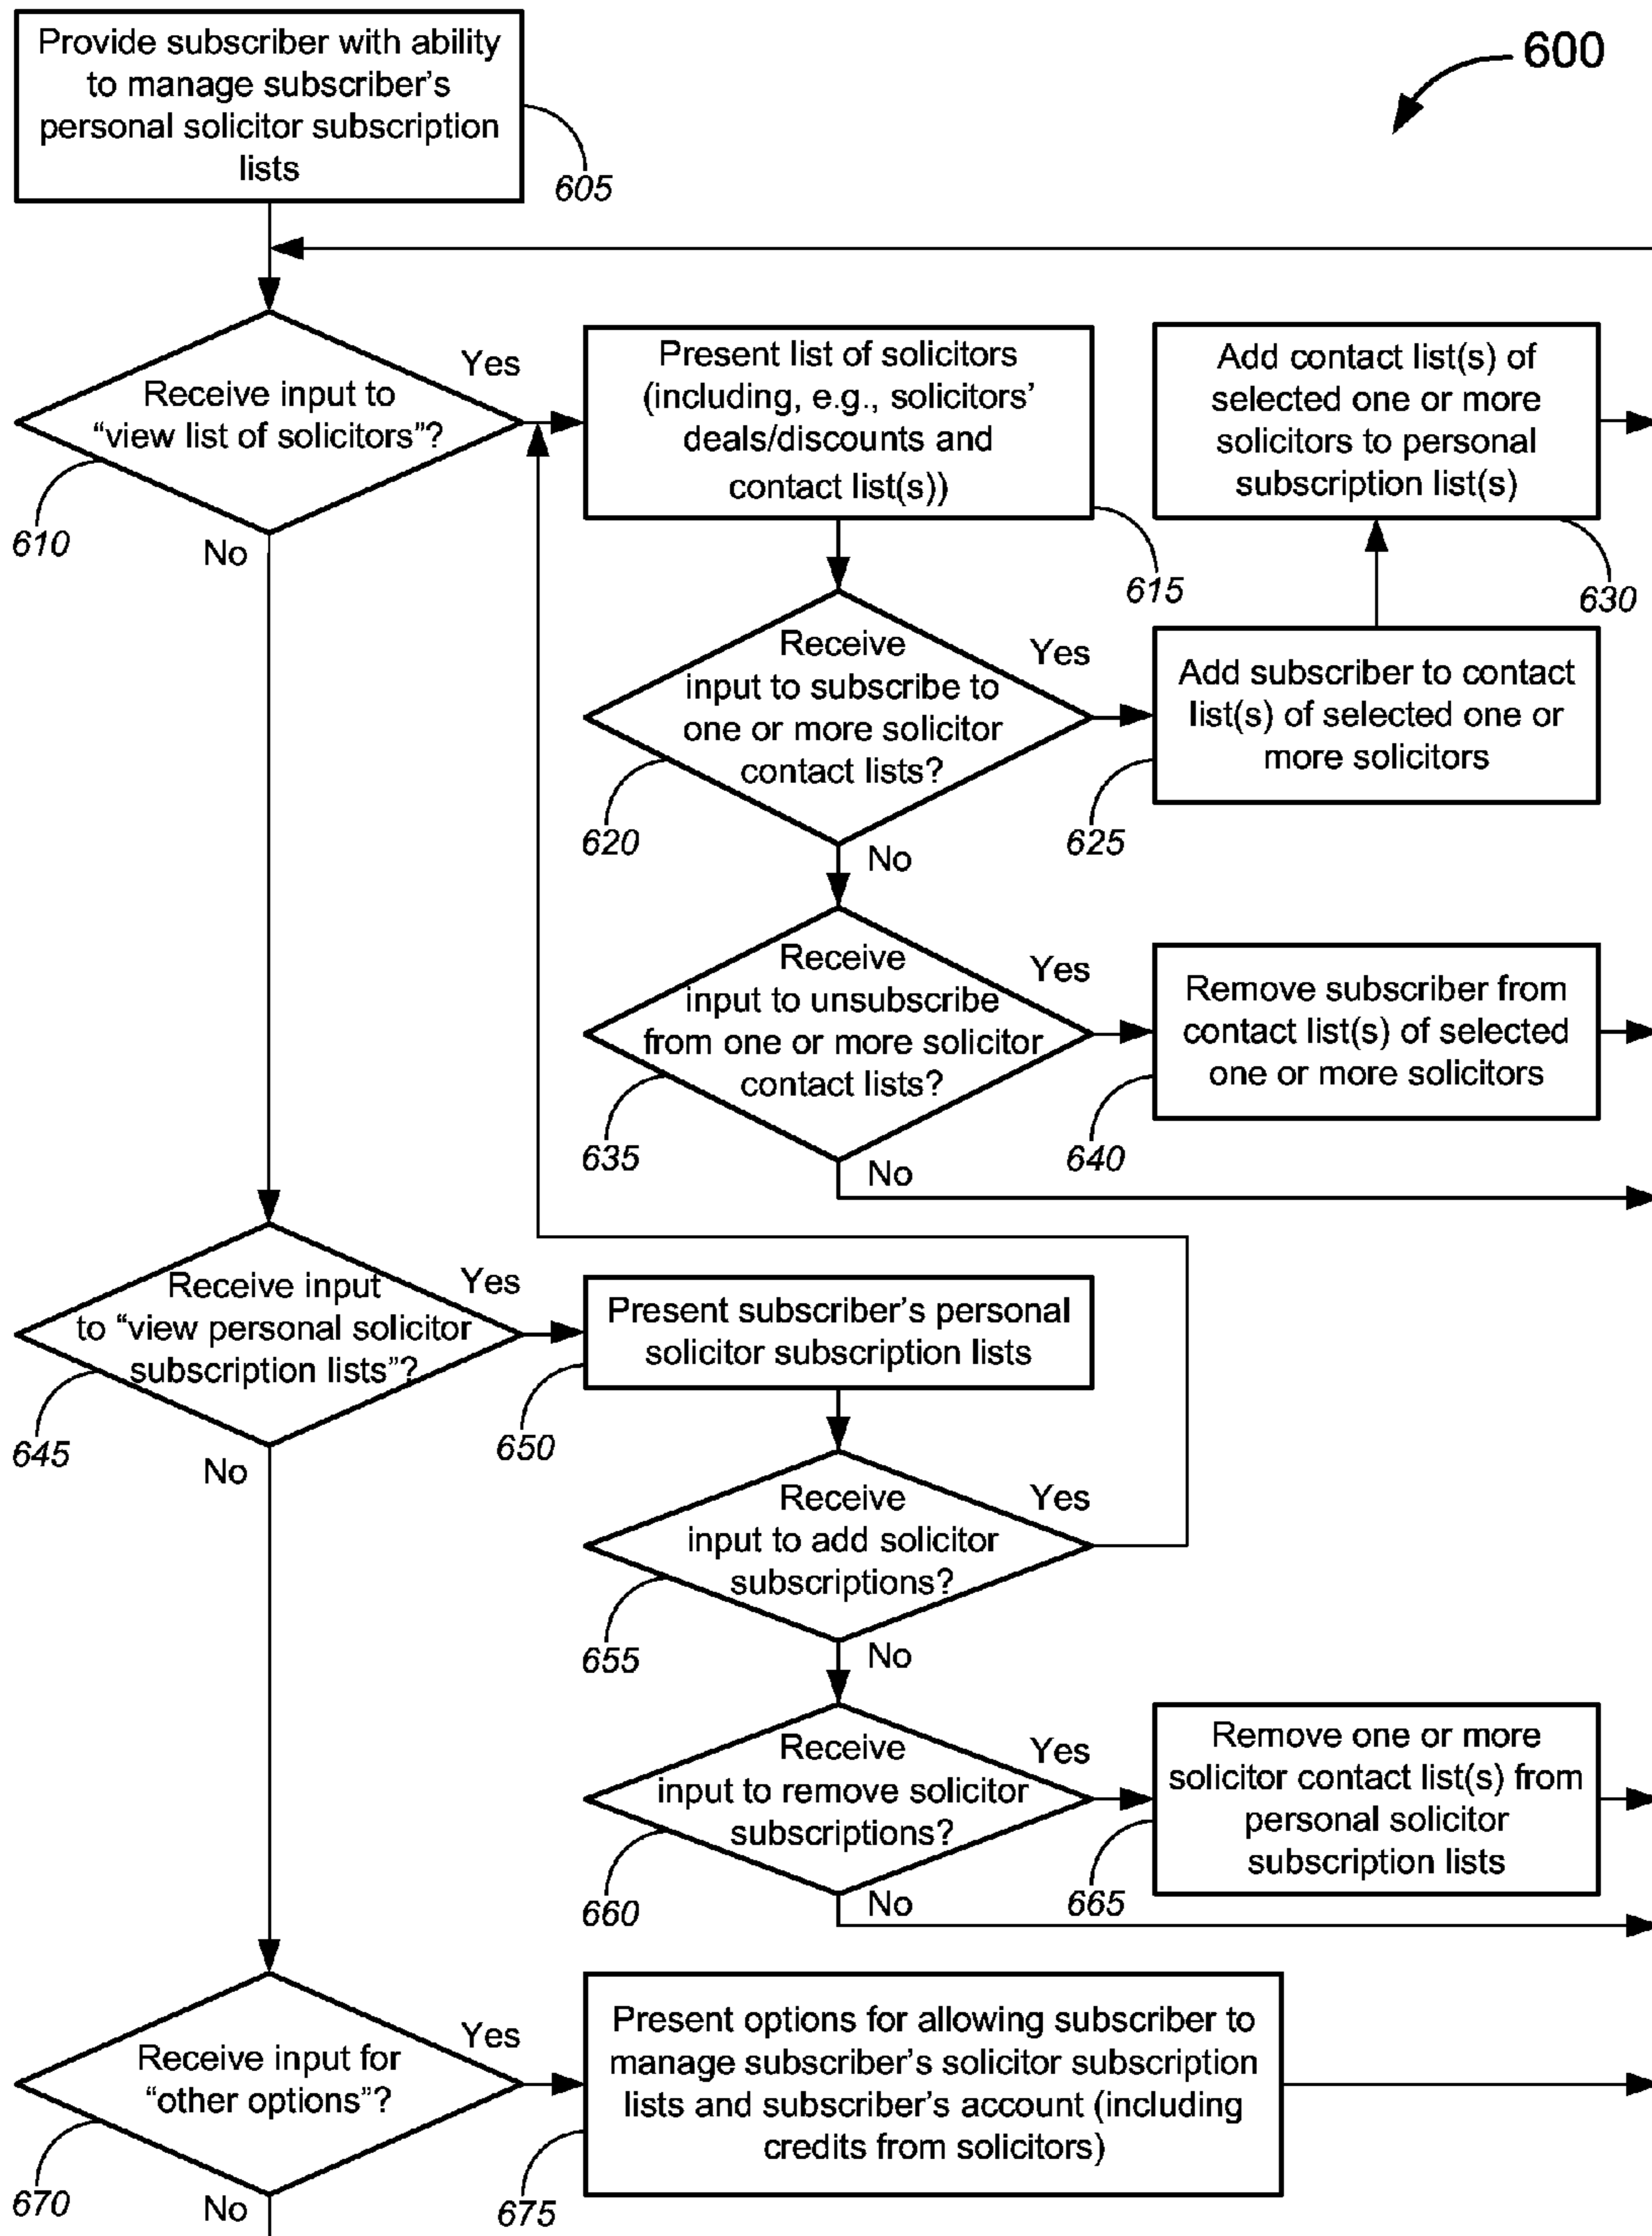 Provide subscriber with ability
to manage subscriber's
personal solicitor subscription
lists
605
600
Receive input to
“view list of solicitors”?
610
Yes
No
Present list of solicitors
(including, e.g., solicitors’
deals/discounts and
contact list(s))
615
Add contact list(s) of
selected one or more
solicitors to personal
subscription list(s)
630
Receive
input to subscribe to
one or more solicitor
contact lists?
620
Yes
No
Add subscriber to contact
list(s) of selected one or
more solicitors
625
Receive
input to unsubscribe
from one or more solicitor
contact lists?
635
Yes
No
Remove subscriber from
contact list(s) of selected
one or more solicitors
640
Receive input
to “view personal solicitor
subscription lists”?
645
Yes
No
Present subscriber’s personal
solicitor subscription lists
650
Receive
input to add solicitor
subscriptions?
655
Yes
No
Receive
input to remove solicitor
subscriptions?
660
Yes
No
Remove one or more
solicitor contact list(s) from
personal solicitor
subscription lists
665
Receive input for
“other options”?
670
Yes
No
Present options for allowing subscriber to
manage subscriber’s solicitor subscription
lists and subscriber’s account (including
credits from solicitors)
675